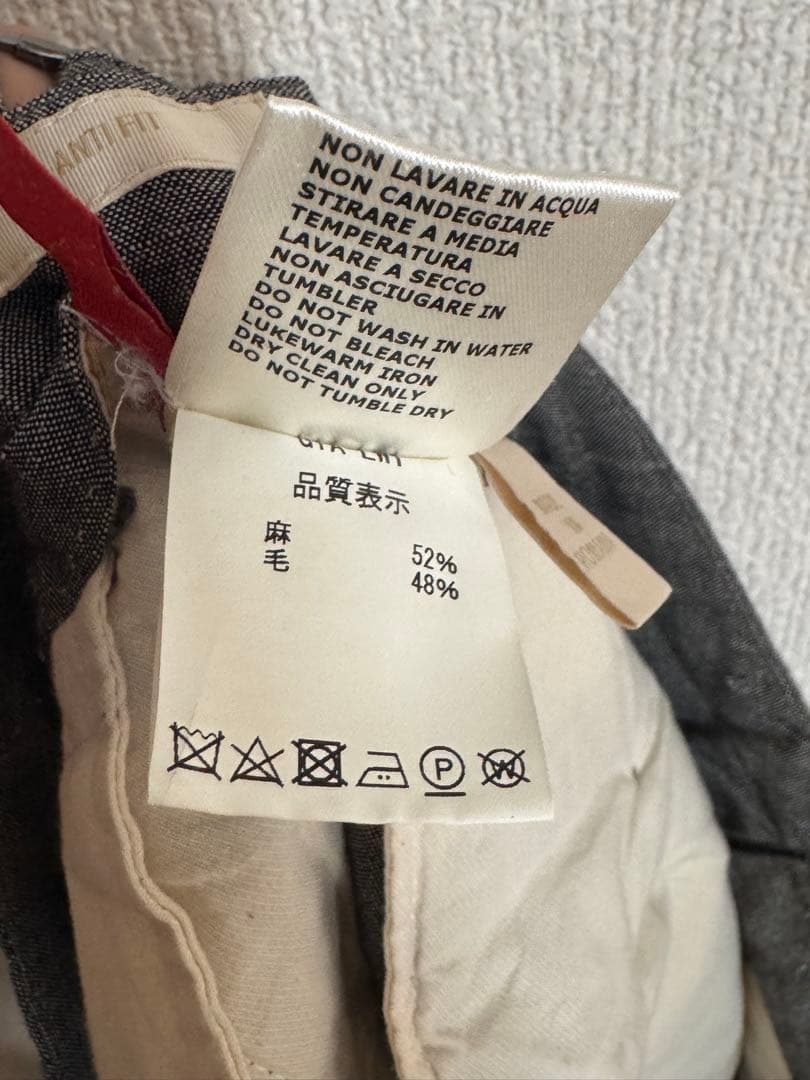 ANTI FIT
NON LAVARE IN ACQUA
NON CANDEGGIARE
STIRARE A MEDIA
TEMPERATURA
LAVARE A SECCO
NON ASCIUGARE IN
TUMBLER
DO NOT WASH IN WATER
DO NOT BLEACH
LUKEWARM IRON
DRY CLEAN ONLY
DO NOT TUMBLE DRY
品質表示
麻 52%
毛 48%
P
W